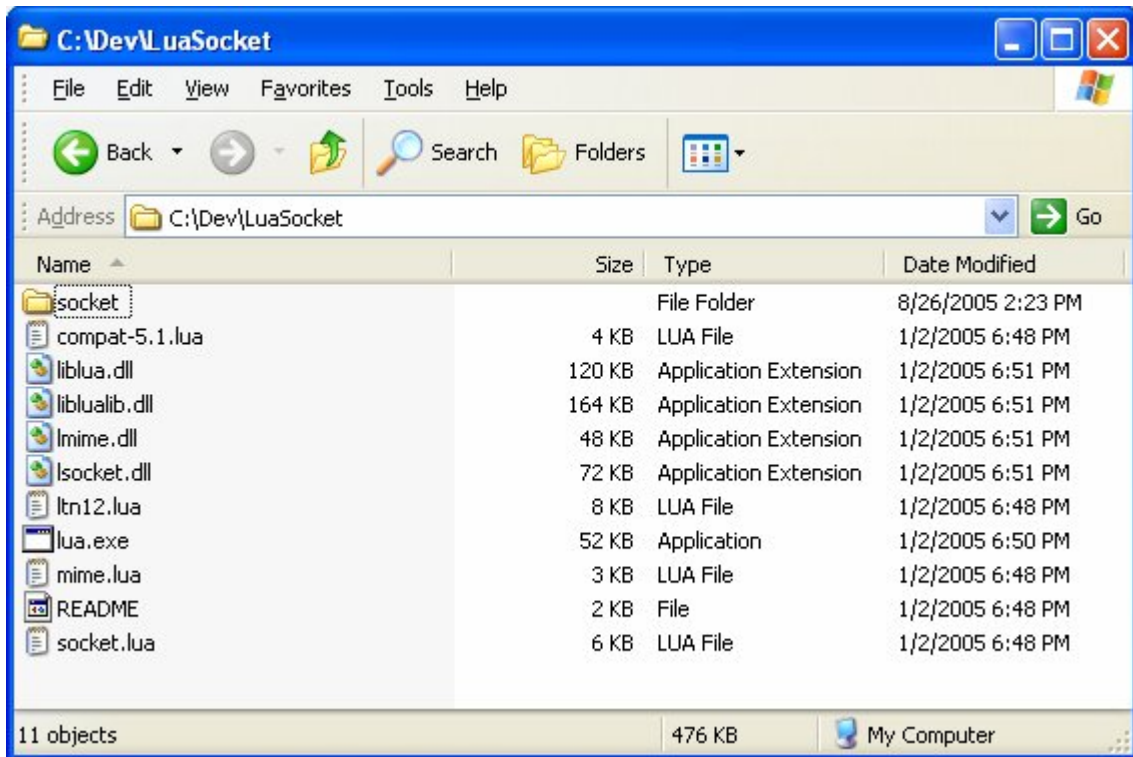 C:\Dev\LuaSocket
File Edit View Favorites Tools Help
Back Search Folders
Address C:\Dev\LuaSocket Go
Name Size Type Date Modified
socket File Folder 8/26/2005 2:23 PM
compat-5.1.lua 4 KB LUA File 1/2/2005 6:48 PM
liblua.dll 120 KB Application Extension 1/2/2005 6:51 PM
liblualib.dll 164 KB Application Extension 1/2/2005 6:51 PM
lmime.dll 48 KB Application Extension 1/2/2005 6:51 PM
lsocket.dll 72 KB Application Extension 1/2/2005 6:51 PM
ltn12.lua 8 KB LUA File 1/2/2005 6:48 PM
lua.exe 52 KB Application 1/2/2005 6:50 PM
mime.lua 3 KB LUA File 1/2/2005 6:48 PM
README 2 KB File 1/2/2005 6:48 PM
socket.lua 6 KB LUA File 1/2/2005 6:48 PM
11 objects 476 KB My Computer